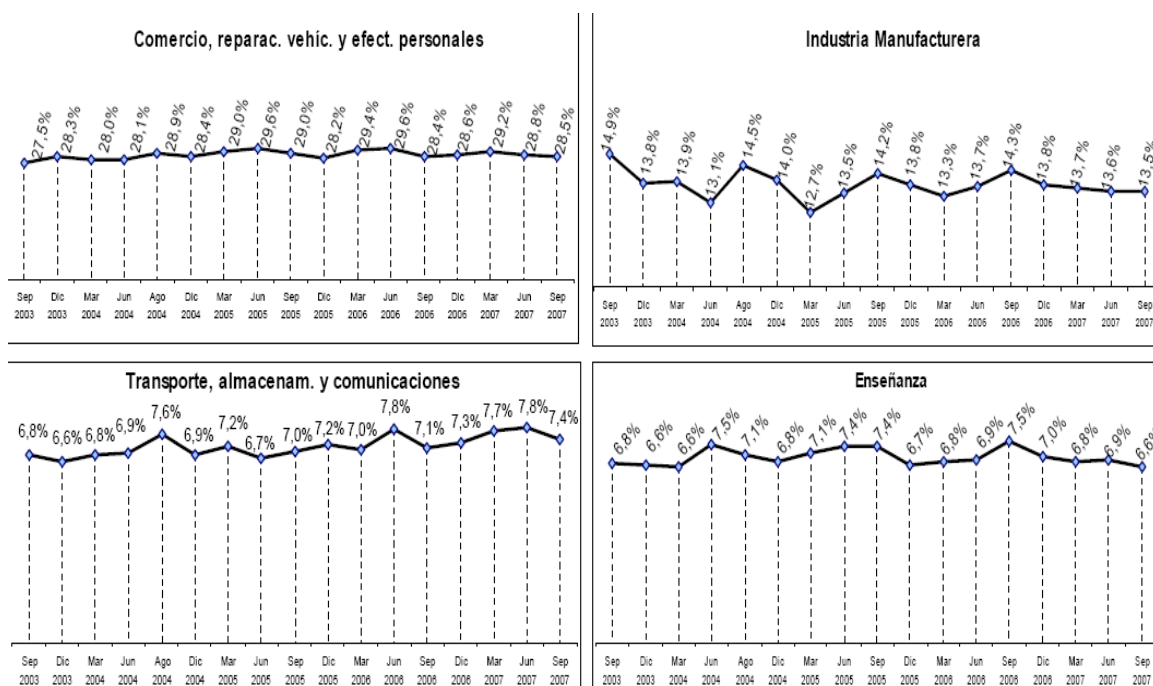 Comercio, reparac. vehíc. y efect. personales
27,5% 28,3% 28,0% 28,1% 28,9% 28,4% 29,0% 29,6% 29,0% 28,2% 29,4% 29,6% 28,4% 28,6% 29,2% 28,8% 28,5%
Sep Dic Mar Jun Ago Dic Mar Jun Sep Dic Mar Jun Sep Dic Mar Jun Sep
2003 2003 2004 2004 2004 2004 2005 2005 2005 2005 2006 2006 2006 2006 2007 2007 2007
Industria Manufacturera
14,9% 13,8% 13,9% 13,1% 14,5% 14,0% 12,7% 13,5% 14,2% 13,8% 13,3% 13,7% 14,3% 13,8% 13,7% 13,6% 13,5%
Sep Dic Mar Jun Ago Dic Mar Jun Sep Dic Mar Jun Sep Dic Mar Jun Sep
2003 2003 2004 2004 2004 2004 2005 2005 2005 2005 2006 2006 2006 2006 2007 2007 2007
Transporte, almacenam. y comunicaciones
6,8% 6,6% 6,8% 6,9% 7,6% 6,9% 7,2% 6,7% 7,0% 7,2% 7,0% 7,8% 7,1% 7,3% 7,7% 7,8% 7,4%
Sep Dic Mar Jun Ago Dic Mar Jun Sep Dic Mar Jun Sep Dic Mar Jun Sep
2003 2003 2004 2004 2004 2004 2005 2005 2005 2005 2006 2006 2006 2006 2007 2007 2007
Enseñanza
6,8% 6,6% 6,6% 7,5% 7,1% 6,8% 7,1% 7,4% 7,4% 6,7% 6,8% 6,9% 7,5% 7,0% 6,8% 6,9% 6,6%
Sep Dic Mar Jun Ago Dic Mar Jun Sep Dic Mar Jun Sep Dic Mar Jun Sep
2003 2003 2004 2004 2004 2004 2005 2005 2005 2005 2006 2006 2006 2006 2007 2007 2007